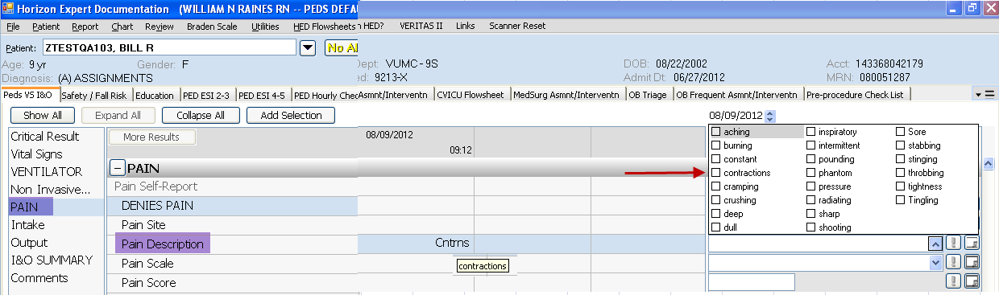 Horizon Expert Documentation (WILLIAM N RAINES RN -- PEDS DEFAU
File Patient Report Chart Review Braden Scale Utilities HED Flowsheets n HED? VERITAS II Links Scanner Reset
Patient: ZTESTQA103, BILL R No Al
Age: 9 yr Gender: F Dept: VUMC - 9S DOB: 08/22/2002 Acct: 143368042179
Diagnosis: (A) ASSIGNMENTS ed: 9213-X Admit Dt: 06/27/2012 MRN: 080051287
Peds VS I&O Safety / Fall Risk Education PED ESI 2-3 PED ESI 4-5 PED Hourly Chec Asmnt/Interventn CVICU Flowsheet MedSurg Asmnt/Interventn OB Triage OB Frequent Asmnt/Interventn Pre-procedure Check List
Show All Expand All Collapse All Add Selection 08/09/2012
Critical Result More Results 08/09/2012 aching inspiratory Sore
Vital Signs 09:12 burning intermittent stabbing
constant pounding stinging
VENTILATOR PAIN contractions phantom throbbing
Non Invasive... Pain Self-Report cramping pressure tightness
PAIN DENIES PAIN crushing radiating Tingling
deep sharp
Intake Pain Site dull shooting
Output Pain Description Cntrns
I&O SUMMARY Pain Scale contractions
Comments Pain Score